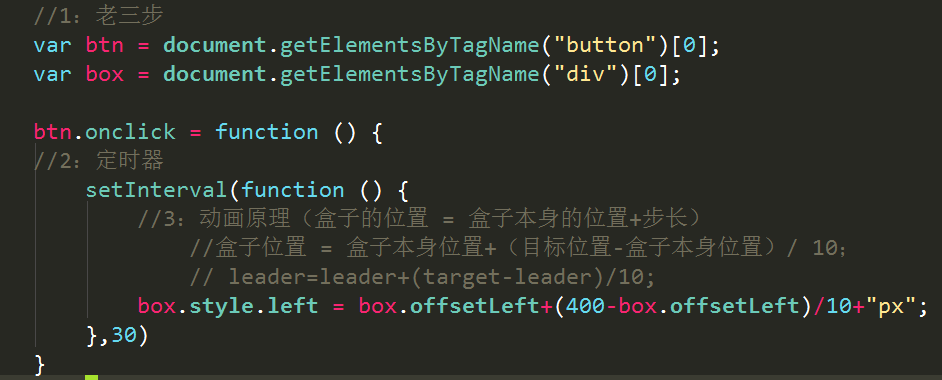 //1：老三步
var btn = document.getElementsByTagName("button")[0];
var box = document.getElementsByTagName("div")[0];
btn.onclick = function () {
//2：定时器
setInterval(function () {
//3：动画原理（盒子的位置 = 盒子本身的位置+步长）
//盒子位置 = 盒子本身位置+（目标位置-盒子本身位置）/ 10；
// leader=leader+(target-leader)/10;
box.style.left = box.offsetLeft+(400-box.offsetLeft)/10+"px";
},30)
}